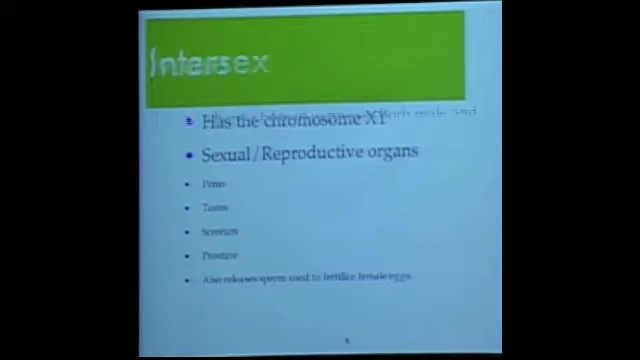 Intersex
• Has the chromosome XY
• Sexual/Reproductive organs
• Penis
• Testes
• Scrotum
• Prostate
• Also releases sperm used to fertilize female eggs.